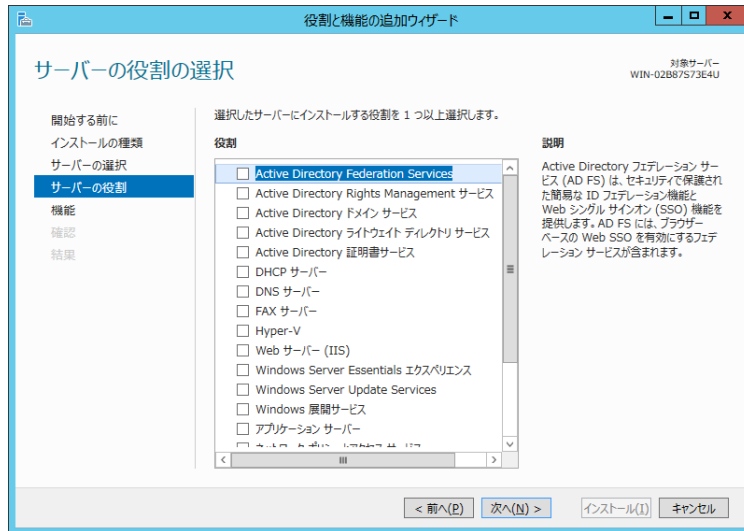 役割と機能の追加ウィザード
サーバーの役割の選択
対象サーバー
WIN-02B87S73E4U
開始する前に
インストールの種類
サーバーの選択
サーバーの役割
機能
確認
結果
選択したサーバーにインストールする役割を 1 つ以上選択します。
役割
Active Directory Federation Services
Active Directory Rights Management サービス
Active Directory ドメイン サービス
Active Directory ライトウェイト ディレクトリ サービス
Active Directory 証明書サービス
DHCP サーバー
DNS サーバー
FAX サーバー
Hyper-V
Web サーバー (IIS)
Windows Server Essentials エクスペリエンス
Windows Server Update Services
Windows 展開サービス
アプリケーション サーバー
説明
Active Directory フェデレーション サー
ビス (AD FS) は、セキュリティで保護され
た簡易な ID フェデレーション機能と
Web シングル サインオン (SSO) 機能を
提供します。AD FS には、ブラウザー
ベースの Web SSO を有効にするフェデ
レーション サービスが含まれます。
< 前へ(P)
次へ(N) >
インストール(I)
キャンセル